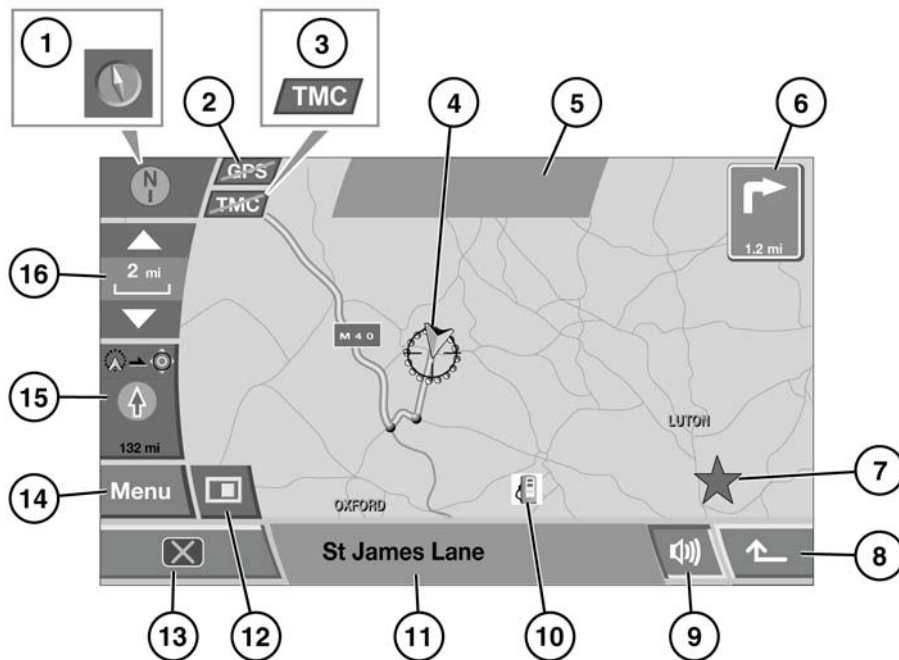 1
3
TMC
2
4
5
6
N
GPS
TMC
1.2 mi
16
2 mi
M 4 0
15
132 mi
LUTON
7
14
Menu
OXFORD
St James Lane
8
13
12
11
10
9